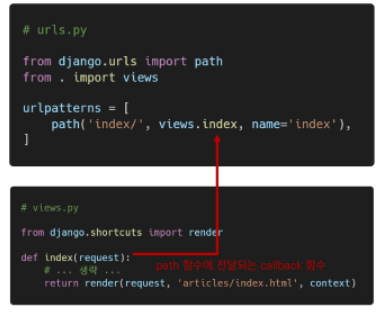 # urls.py
from django.urls import path
from . import views
urlpatterns = [
    path('index/', views.index, name='index'),
]
# views.py
from django.shortcuts import render
def index(request):
path 함수에 전달되는 callback 함수
    # ... 생략 ...
    return render(request, 'articles/index.html', context)